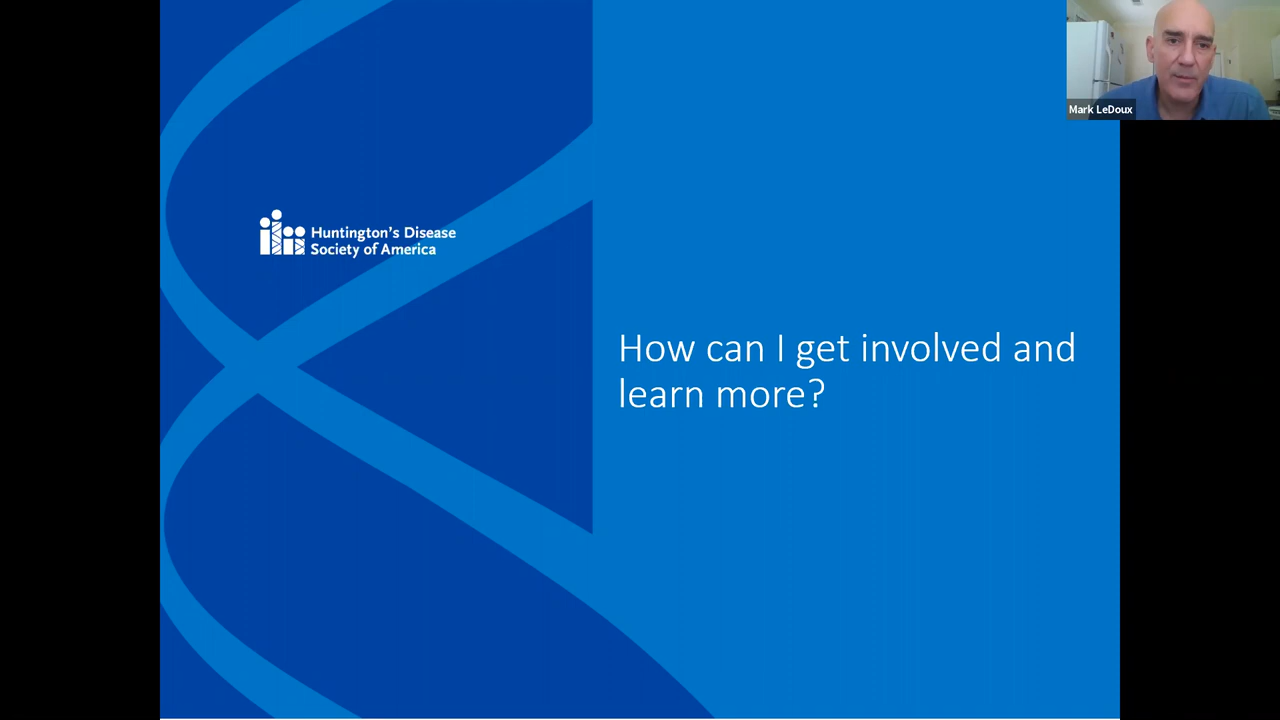 Mark LeDoux
Huntington's Disease
Society of America
How can I get involved and
learn more?